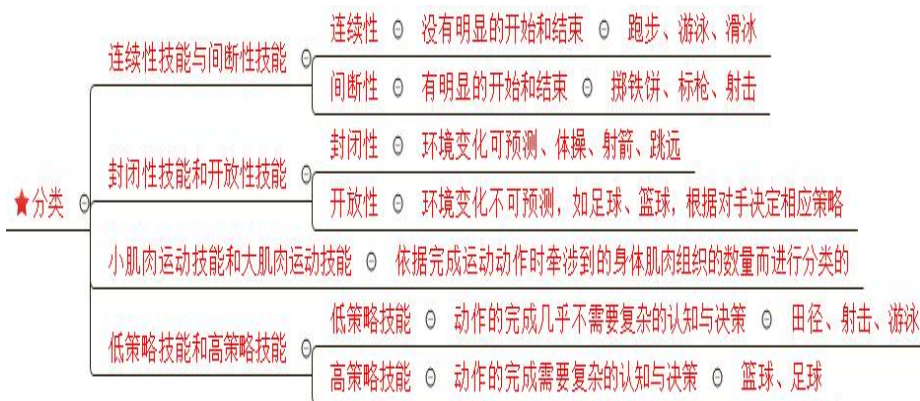 连续性 没有明显的开始和结束 跑步、游泳、滑冰
连续性技能与间断性技能
间断性 有明显的开始和结束 掷铁饼、标枪、射击
封闭性 环境变化可预测、体操、射箭、跳远
封闭性技能和开放性技能
★分类
开放性 环境变化不可预测，如足球、篮球，根据对手决定相应策略
小肌肉运动技能和大肌肉运动技能 依据完成运动动作时牵涉到的身体肌肉组织的数量而进行分类的
低策略技能 动作的完成几乎不需要复杂的认知与决策 田径、射击、游泳
低策略技能和高策略技能
高策略技能 动作的完成需要复杂的认知与决策 篮球、足球